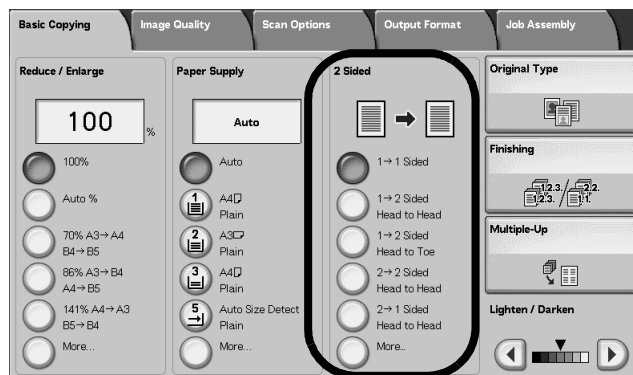 Basic Copying
Image Quality
Scan Options
Output Format
Job Assembly
Reduce / Enlarge
100
%
100%
Auto %
70% A3→A4
B4→B5
86% A3→B4
A4→B5
141% A4→A3
B5→B4
More...
Paper Supply
Auto
Auto
1
A4
Plain
2
A3
Plain
3
A4
Plain
5
Auto Size Detect
Plain
More...
2 Sided
1→1 Sided
1→2 Sided
Head to Head
1→2 Sided
Head to Toe
2→2 Sided
Head to Head
2→1 Sided
Head to Head
More...
Original Type
Finishing
1.2.3. / 2.2.
1.2.3. / 1.1.
Multiple-Up
Lighten / Darken